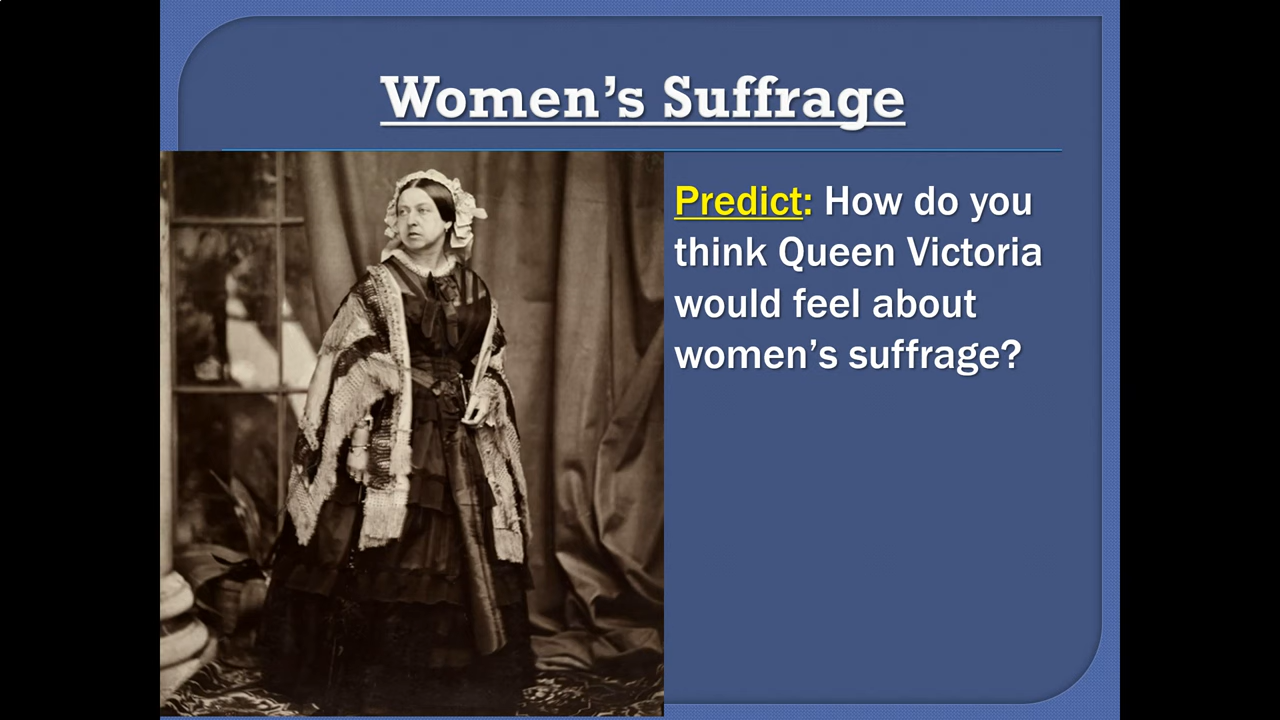 Women’s Suffrage
Predict: How do you
think Queen Victoria
would feel about
women’s suffrage?